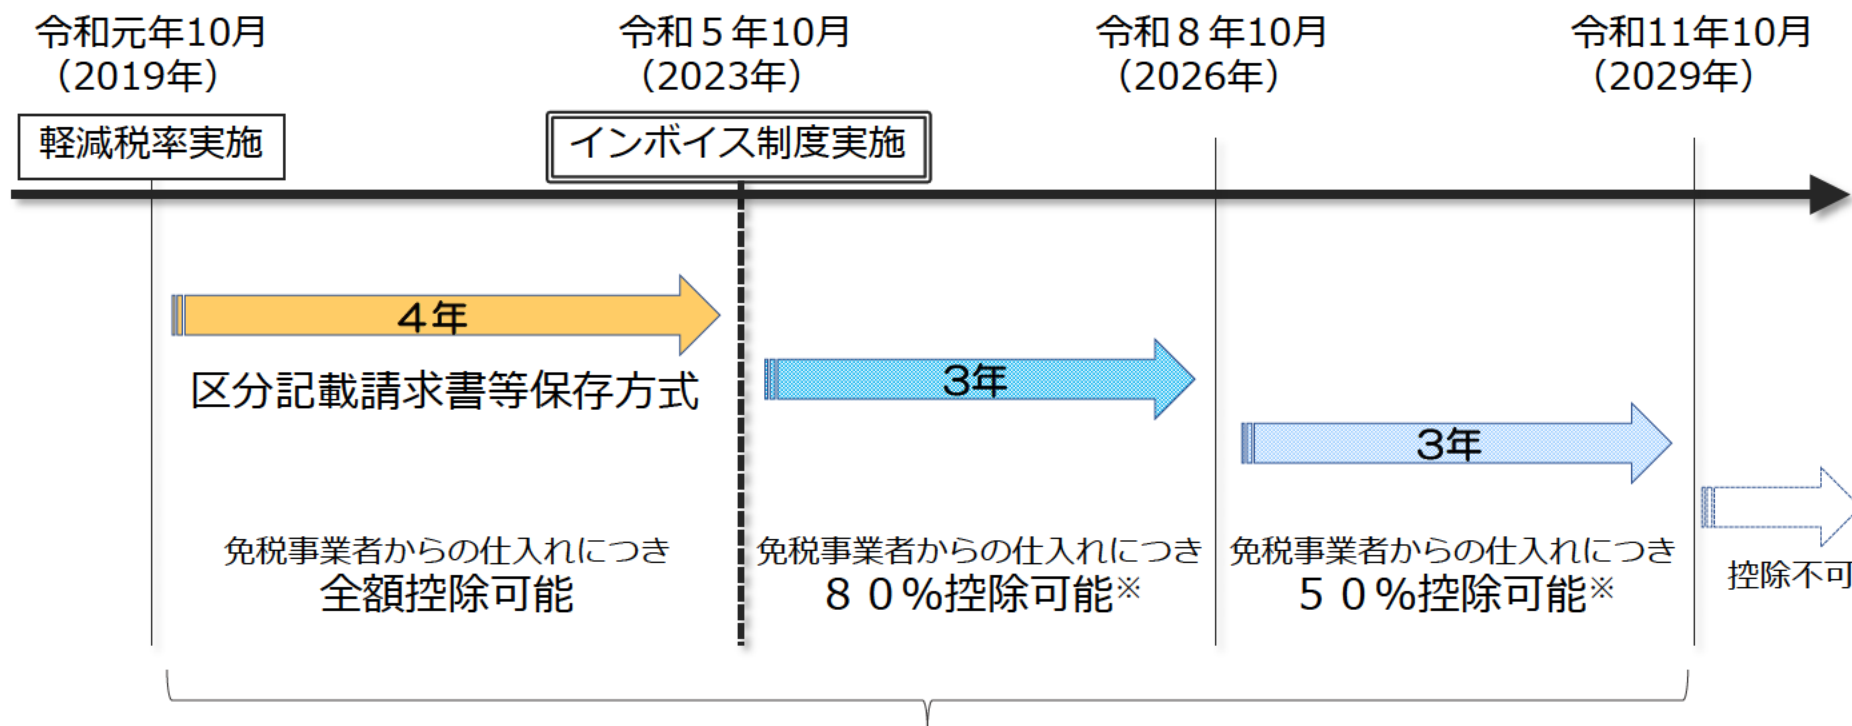 令和元年10月
（2019年）
令和５年10月
（2023年）
令和８年10月
（2026年）
令和11年10月
（2029年）
軽減税率実施
インボイス制度実施
４年
区分記載請求書等保存方式
３年
３年
免税事業者からの仕入れにつき
全額控除可能
免税事業者からの仕入れにつき
８０％控除可能※
免税事業者からの仕入れにつき
５０％控除可能※
控除不可